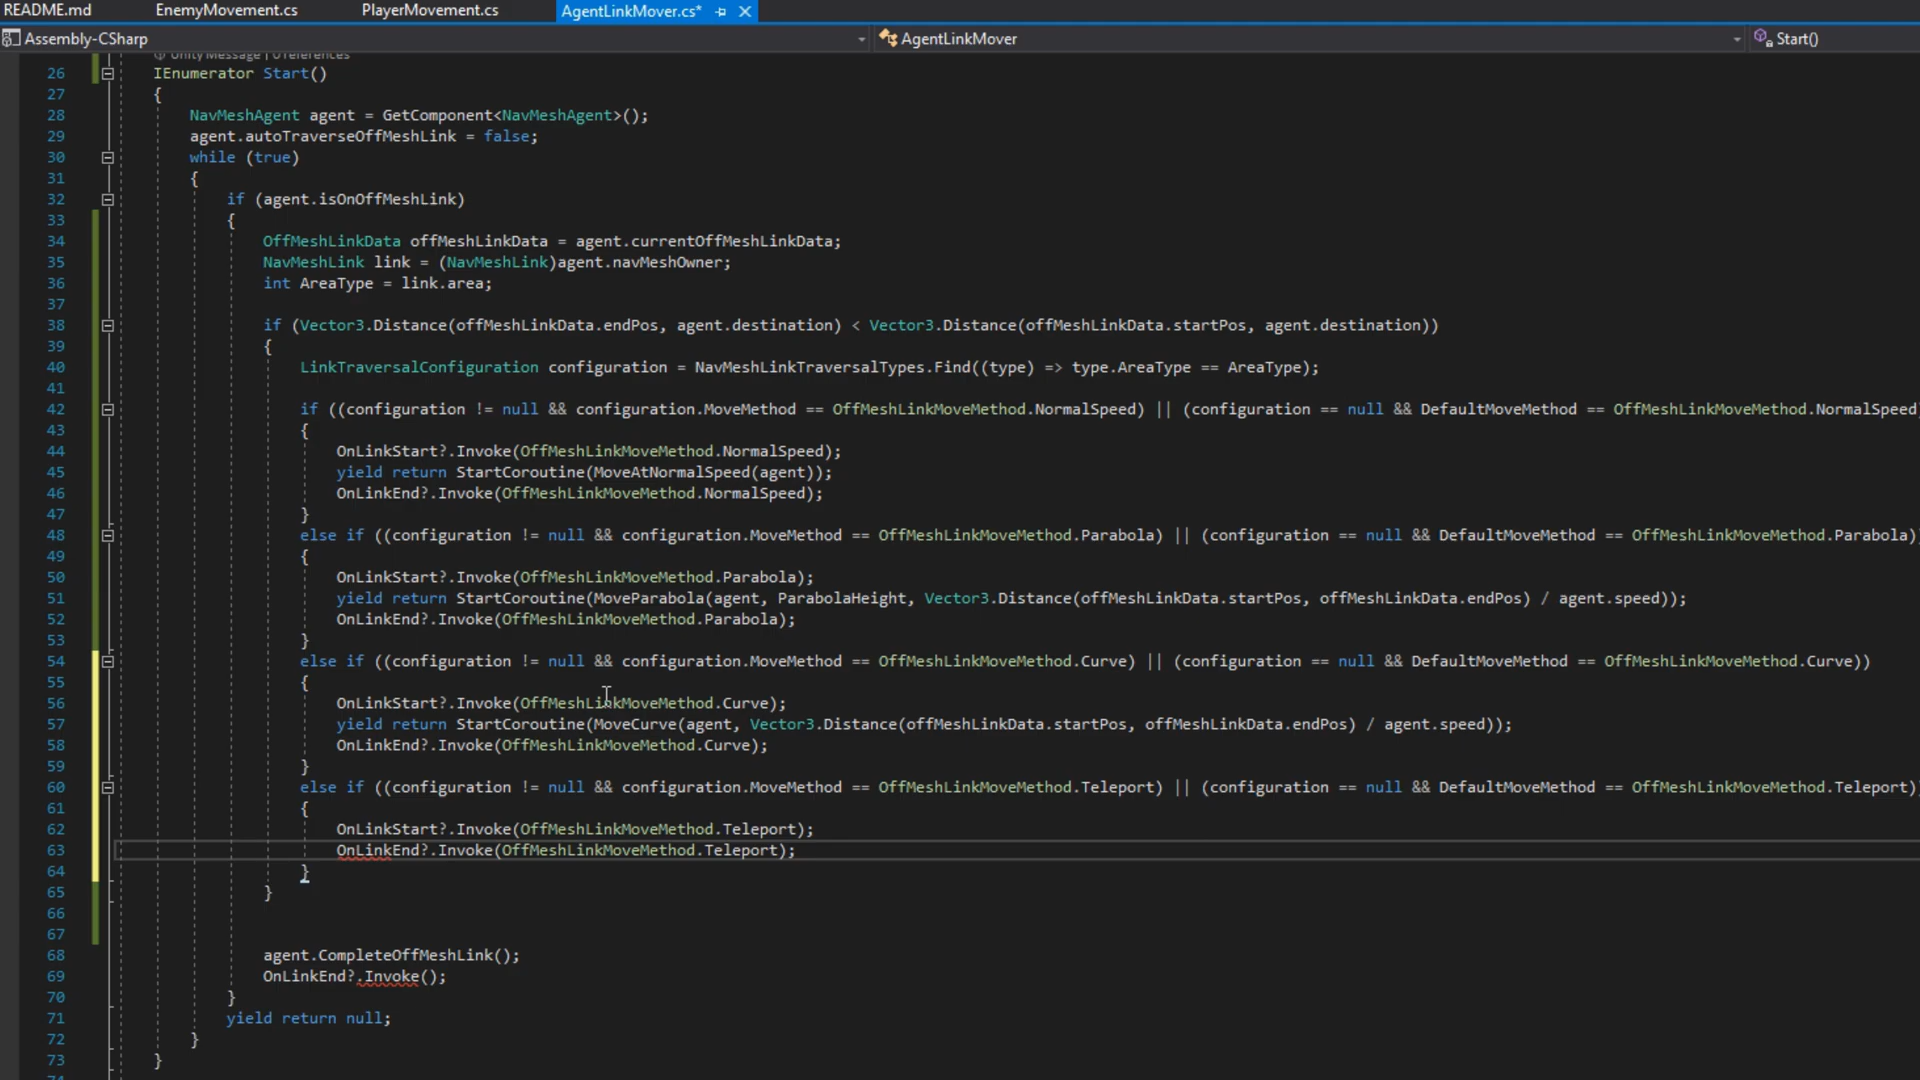 README.md EnemyMovement.cs PlayerMovement.cs AgentLinkMover.cs*
Assembly-CSharp AgentLinkMover Start()
Unity Message | 0 references
26 IEnumerator Start()
27 {
28 NavMeshAgent agent = GetComponent<NavMeshAgent>();
29 agent.autoTraverseOffMeshLink = false;
30 while (true)
31 {
32 if (agent.isOnOffMeshLink)
33 {
34 OffMeshLinkData offMeshLinkData = agent.currentOffMeshLinkData;
35 NavMeshLink link = (NavMeshLink)agent.navMeshOwner;
36 int AreaType = link.area;
37
38 if (Vector3.Distance(offMeshLinkData.endPos, agent.destination) < Vector3.Distance(offMeshLinkData.startPos, agent.destination))
39 {
40 LinkTraversalConfiguration configuration = NavMeshLinkTraversalTypes.Find((type) => type.AreaType == AreaType);
41
42 if ((configuration != null && configuration.MoveMethod == OffMeshLinkMoveMethod.NormalSpeed) || (configuration == null && DefaultMoveMethod == OffMeshLinkMoveMethod.NormalSpeed)
43 {
44 OnLinkStart?.Invoke(OffMeshLinkMoveMethod.NormalSpeed);
45 yield return StartCoroutine(MoveAtNormalSpeed(agent));
46 OnLinkEnd?.Invoke(OffMeshLinkMoveMethod.NormalSpeed);
47 }
48 else if ((configuration != null && configuration.MoveMethod == OffMeshLinkMoveMethod.Parabola) || (configuration == null && DefaultMoveMethod == OffMeshLinkMoveMethod.Parabola)
49 {
50 OnLinkStart?.Invoke(OffMeshLinkMoveMethod.Parabola);
51 yield return StartCoroutine(MoveParabola(agent, ParabolaHeight, Vector3.Distance(offMeshLinkData.startPos, offMeshLinkData.endPos) / agent.speed));
52 OnLinkEnd?.Invoke(OffMeshLinkMoveMethod.Parabola);
53 }
54 else if ((configuration != null && configuration.MoveMethod == OffMeshLinkMoveMethod.Curve) || (configuration == null && DefaultMoveMethod == OffMeshLinkMoveMethod.Curve))
55 {
56 OnLinkStart?.Invoke(OffMeshLinkMoveMethod.Curve);
57 yield return StartCoroutine(MoveCurve(agent, Vector3.Distance(offMeshLinkData.startPos, offMeshLinkData.endPos) / agent.speed));
58 OnLinkEnd?.Invoke(OffMeshLinkMoveMethod.Curve);
59 }
60 else if ((configuration != null && configuration.MoveMethod == OffMeshLinkMoveMethod.Teleport) || (configuration == null && DefaultMoveMethod == OffMeshLinkMoveMethod.Teleport)
61 {
62 OnLinkStart?.Invoke(OffMeshLinkMoveMethod.Teleport);
63 OnLinkEnd?.Invoke(OffMeshLinkMoveMethod.Teleport);
64 }
65 }
66
67
68 agent.CompleteOffMeshLink();
69 OnLinkEnd?.Invoke();
70 }
71 yield return null;
72 }
73 }